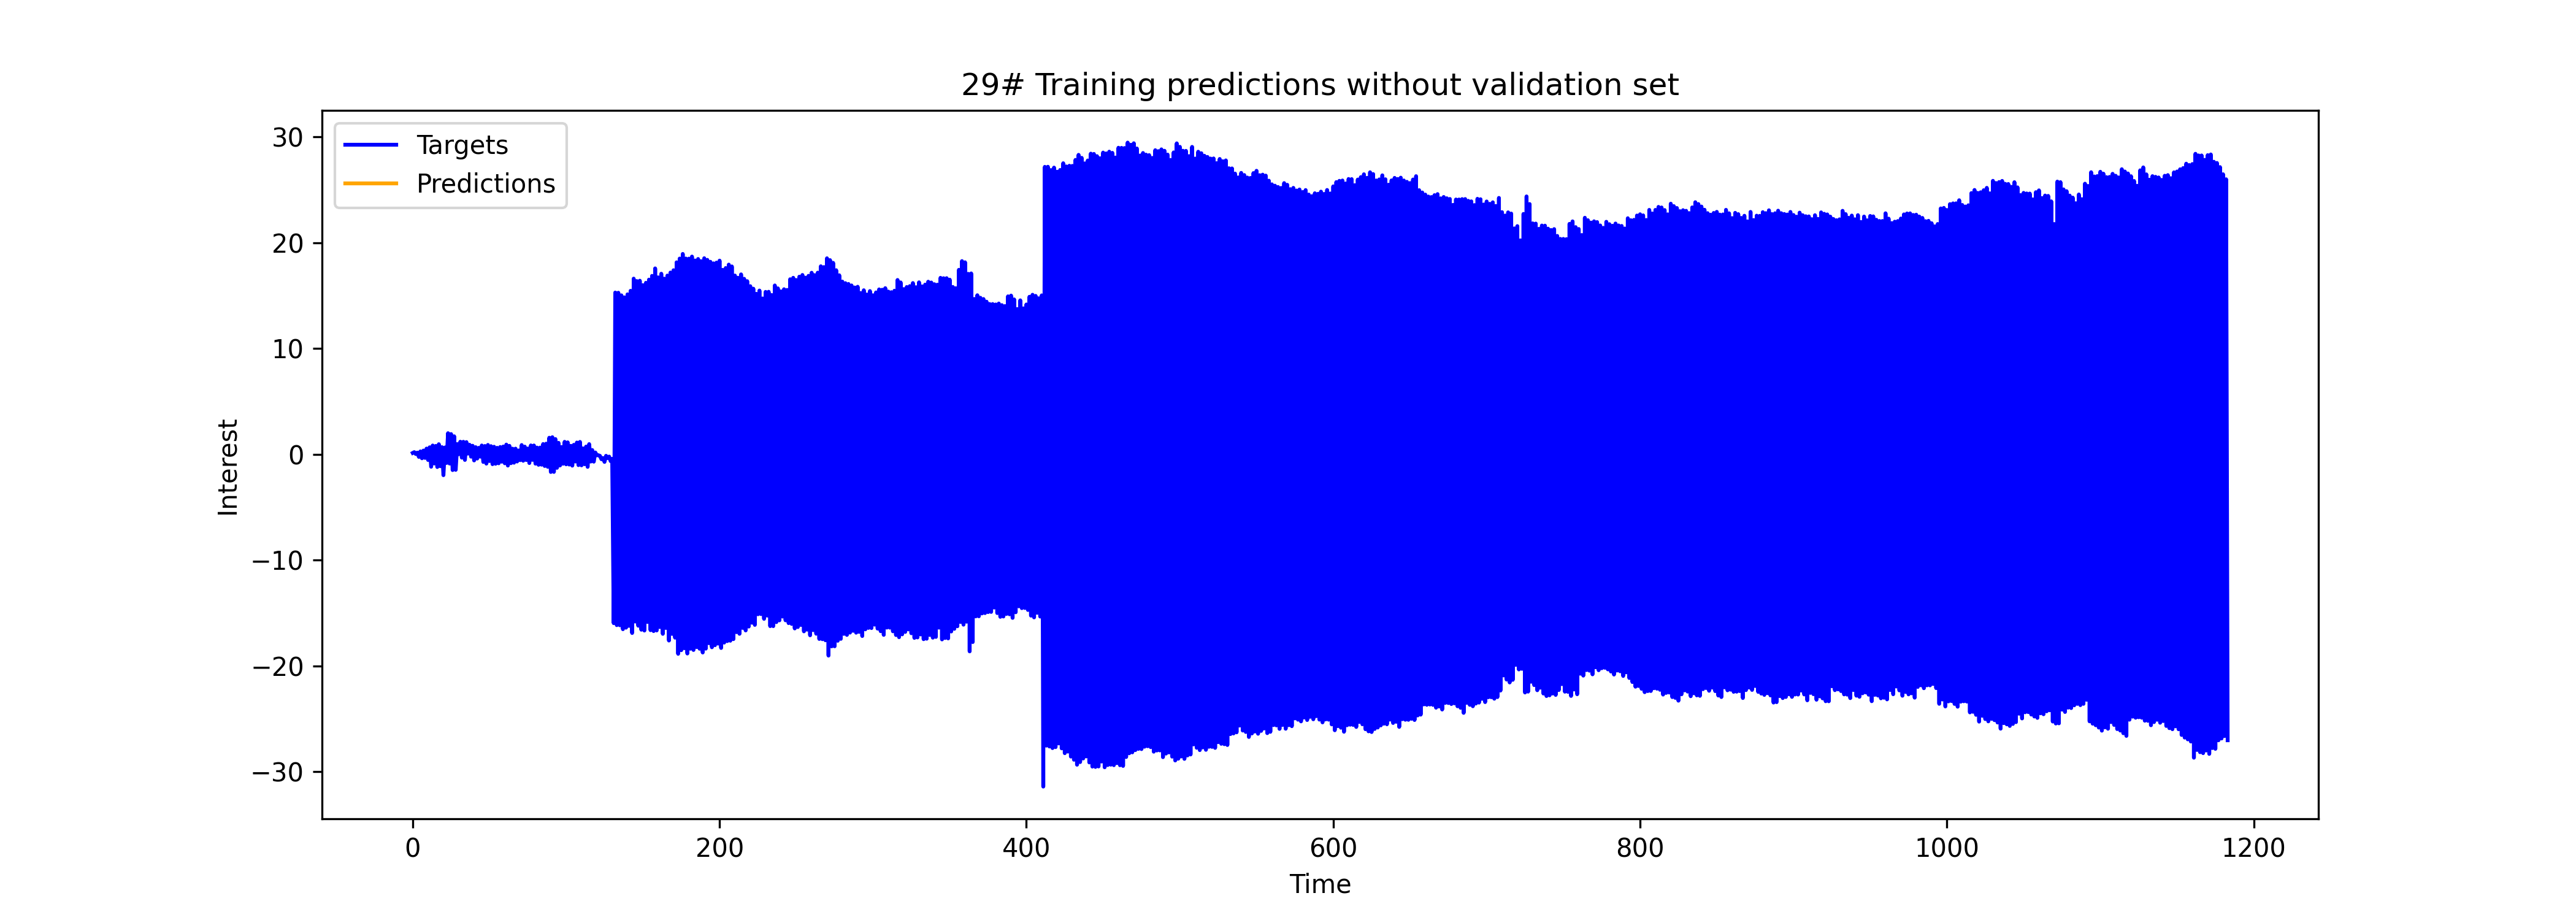 29# Training predictions without validation set
Targets
Predictions
30
20
10
0
−10
−20
−30
Interest
0 200 400 600 800 1000 1200
Time